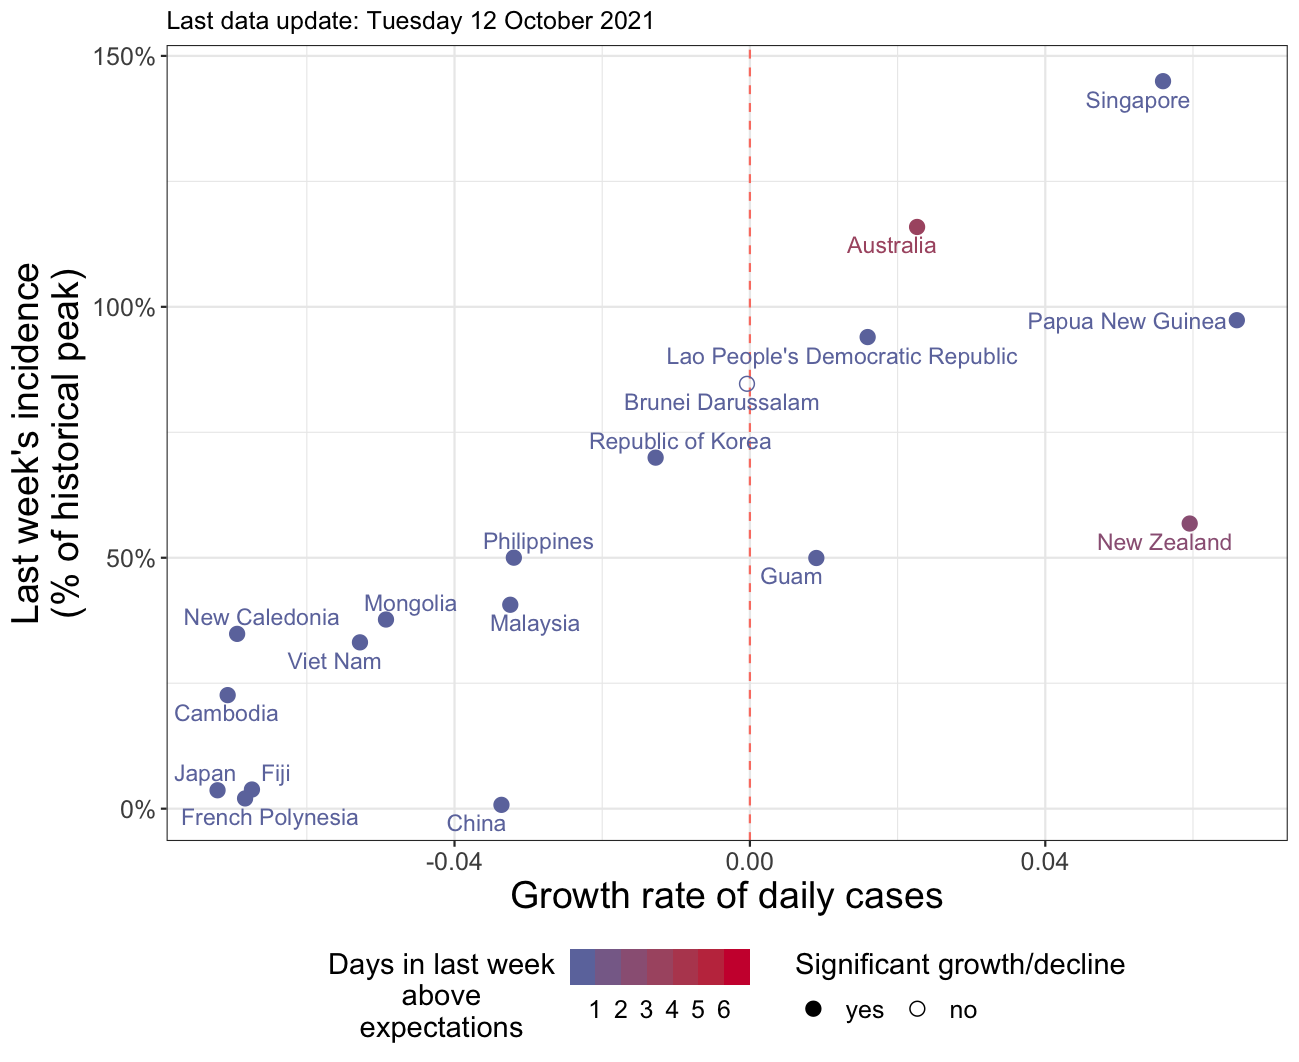 Last data update: Tuesday 12 October 2021
150%
Singapore
Australia
100%
Papua New Guinea
Lao People's Democratic Republic
Brunei Darussalam
Republic of Korea
New Zealand
Philippines
50%
Guam
Mongolia
Malaysia
New Caledonia
Viet Nam
Cambodia
Japan
Fiji
French Polynesia
China
0%
Last week's incidence
(% of historical peak)
-0.04
0.00
0.04
Growth rate of daily cases
Days in last week
above
expectations
1 2 3 4 5 6
Significant growth/decline
yes
no